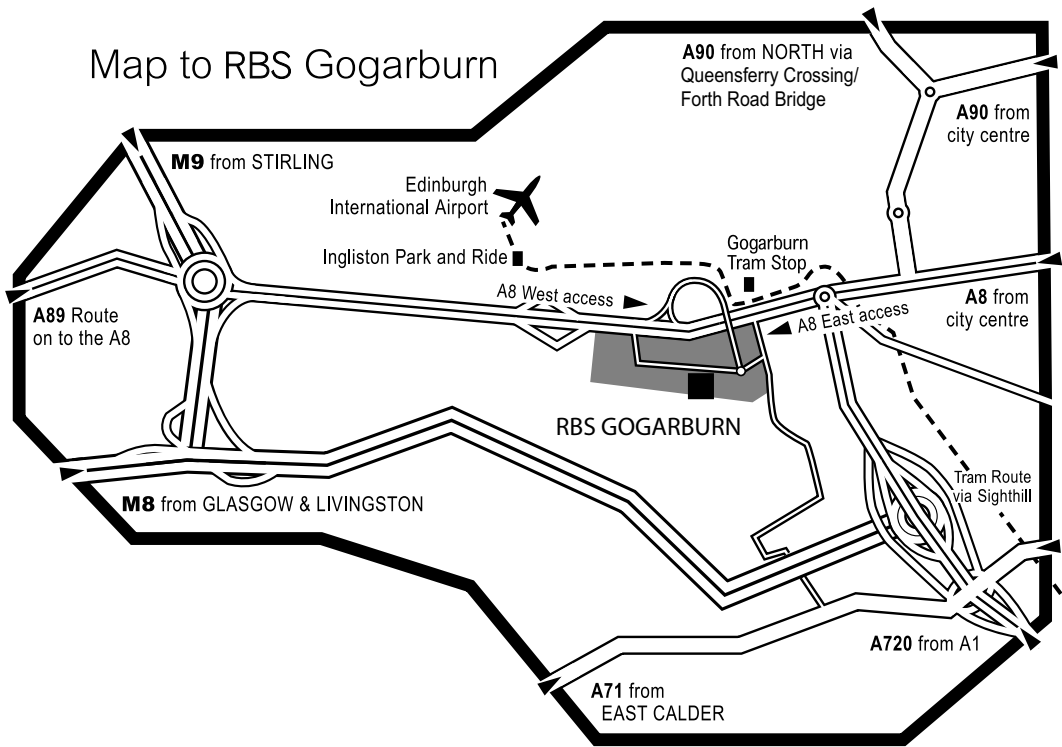 Map to RBS Gogarburn
A90 from NORTH via
Queensferry Crossing/
Forth Road Bridge
A90 from
city centre
M9 from STIRLING
Edinburgh
International Airport
Ingliston Park and Ride
Gogarburn
Tram Stop
A8 West access
A89 Route
on to the A8
A8 from
city centre
A8 East access
RBS GOGARBURN
Tram Route
via Sighthill
M8 from GLASGOW & LIVINGSTON
A720 from A1
A71 from
EAST CALDER